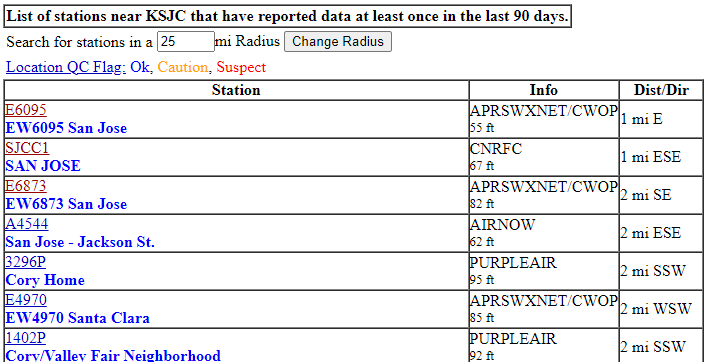 List of stations near KSJC that have reported data at least once in the last 90 days.
Search for stations in a 25 mi Radius Change Radius
Location QC Flag: Ok, Caution, Suspect
Station Info Dist/Dir
E6095 APRSWXNET/CWOP 1 mi E
EW6095 San Jose 55 ft
SJCC1 CNRFC 1 mi ESE
SAN JOSE 67 ft
E6873 APRSWXNET/CWOP 2 mi SE
EW6873 San Jose 82 ft
A4544 AIRNOW 2 mi ESE
San Jose - Jackson St. 62 ft
3296P PURPLEAIR 2 mi SSW
Cory Home 95 ft
E4970 APRSWXNET/CWOP 2 mi WSW
EW4970 Santa Clara 85 ft
1402P PURPLEAIR 2 mi SSW
Cory/Valley Fair Neighborhood 92 ft